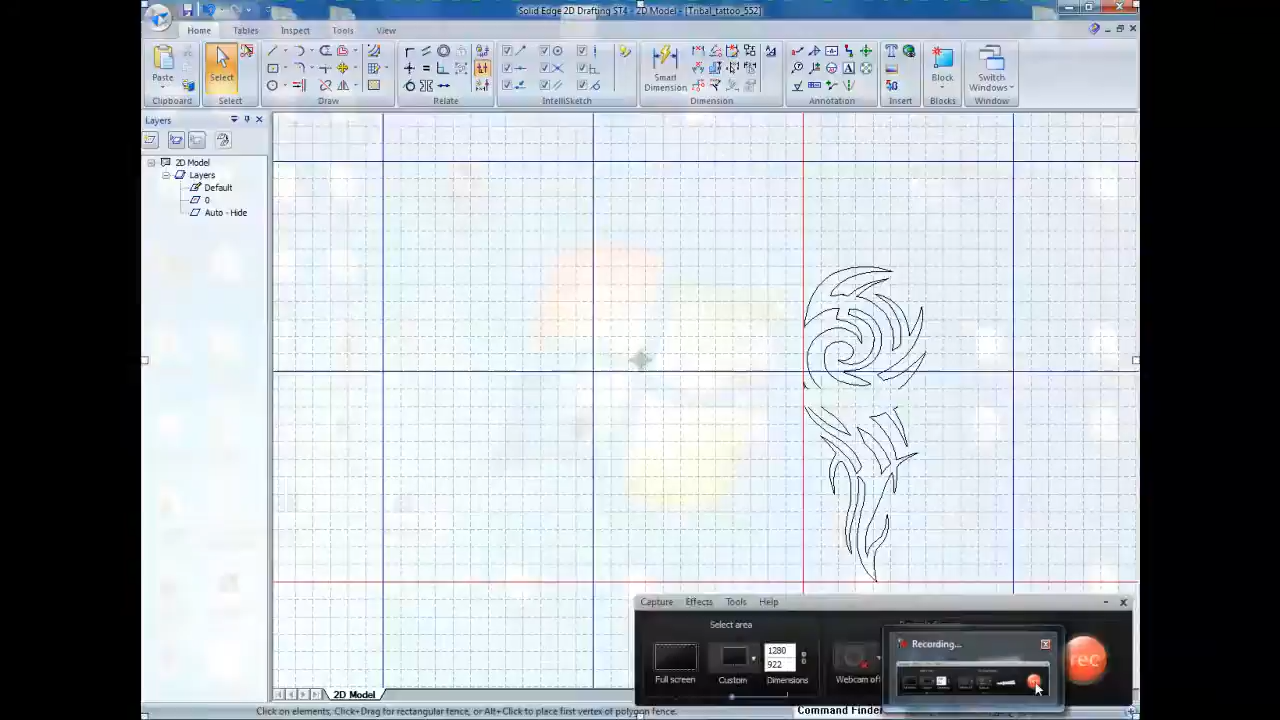 Solid Edge 2D Drafting ST4 - 2D Model - [Tribal_tattoo_552]
Home Tables Inspect Tools View
Paste Select Smart Dimension Block Switch Windows
Clipboard Select Draw Relate IntelliSketch Dimension Annotation Insert Blocks Window
Layers
2D Model
Layers
Default
0
Auto - Hide
Capture Effects Tools Help
Select area
1280
922
Full screen Custom Dimensions Webcam off
Recording...
rec
2D Model
Click on elements, Click+Drag for rectangular fence, or Alt+Click to place first vertex of polygon fence.
Command Finder